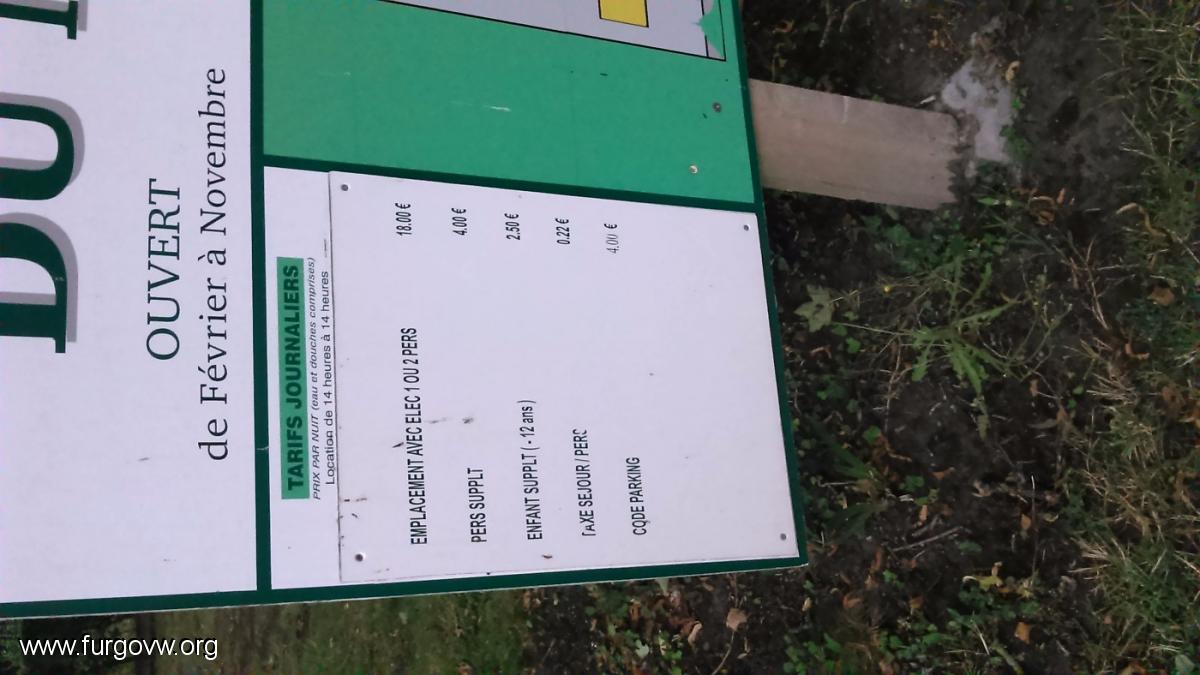 DU
OUVERT
de Février à Novembre
TARIFS JOURNALIERS
PRIX PAR NUIT (eau et douches comprises)
Location de 14 heures à 14 heures
EMPLACEMENT AVEC ELEC 1 OU 2 PERS 18.00 €
PERS SUPPLT 4.00 €
ENFANT SUPPLT ( - 12 ans ) 2.50 €
TAXE SEJOUR / PERS 0.22 €
CODE PARKING 4.00 €
www.furgovw.org